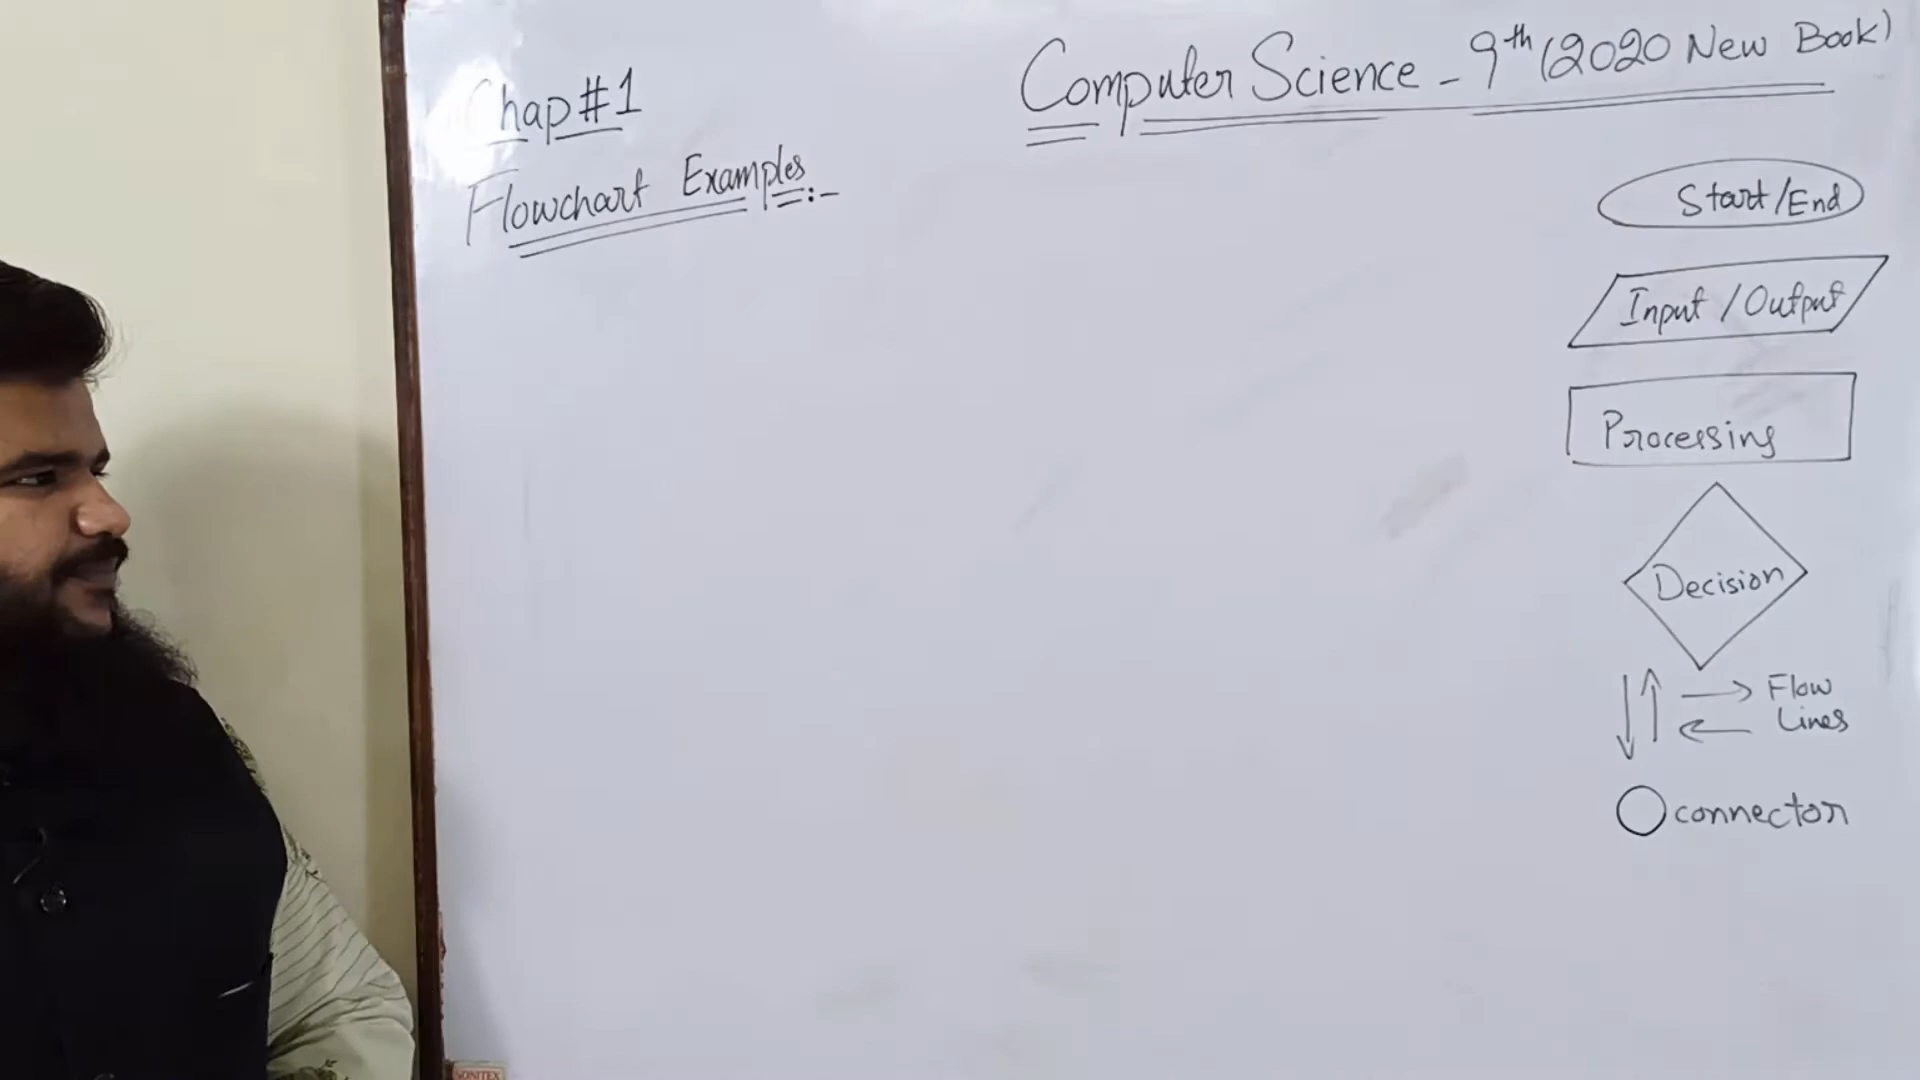 Computer Science - 9th (2020 New Book)
Chap#1
Flowchart Examples:-
Start/End
Input/Output
Processing
Decision
Flow
Lines
connector
SONITEX